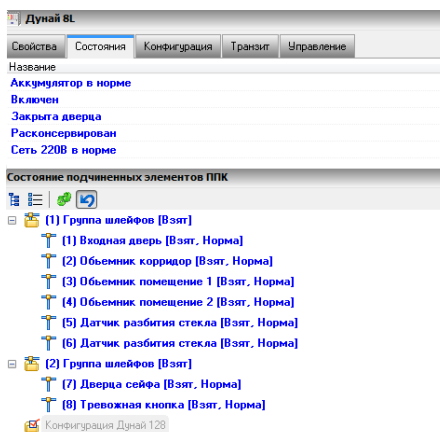 Дунай 8L
Свойства Состояния Конфигурация Транзит Управление
Название
Аккумулятор в норме
Включен
Закрыта дверца
Расконсервирован
Сеть 220В в норме
Состояние подчиненных элементов ППК
(1) Группа шлейфов [Взят]
(1) Входная дверь [Взят, Норма]
(2) Обьемник корридор [Взят, Норма]
(3) Обьемник помещение 1 [Взят, Норма]
(4) Обьемник помещение 2 [Взят, Норма]
(5) Датчик разбития стекла [Взят, Норма]
(6) Датчик разбития стекла [Взят, Норма]
(2) Группа шлейфов [Взят]
(7) Дверца сейфа [Взят, Норма]
(8) Тревожная кнопка [Взят, Норма]
Конфигурация Дунай 128